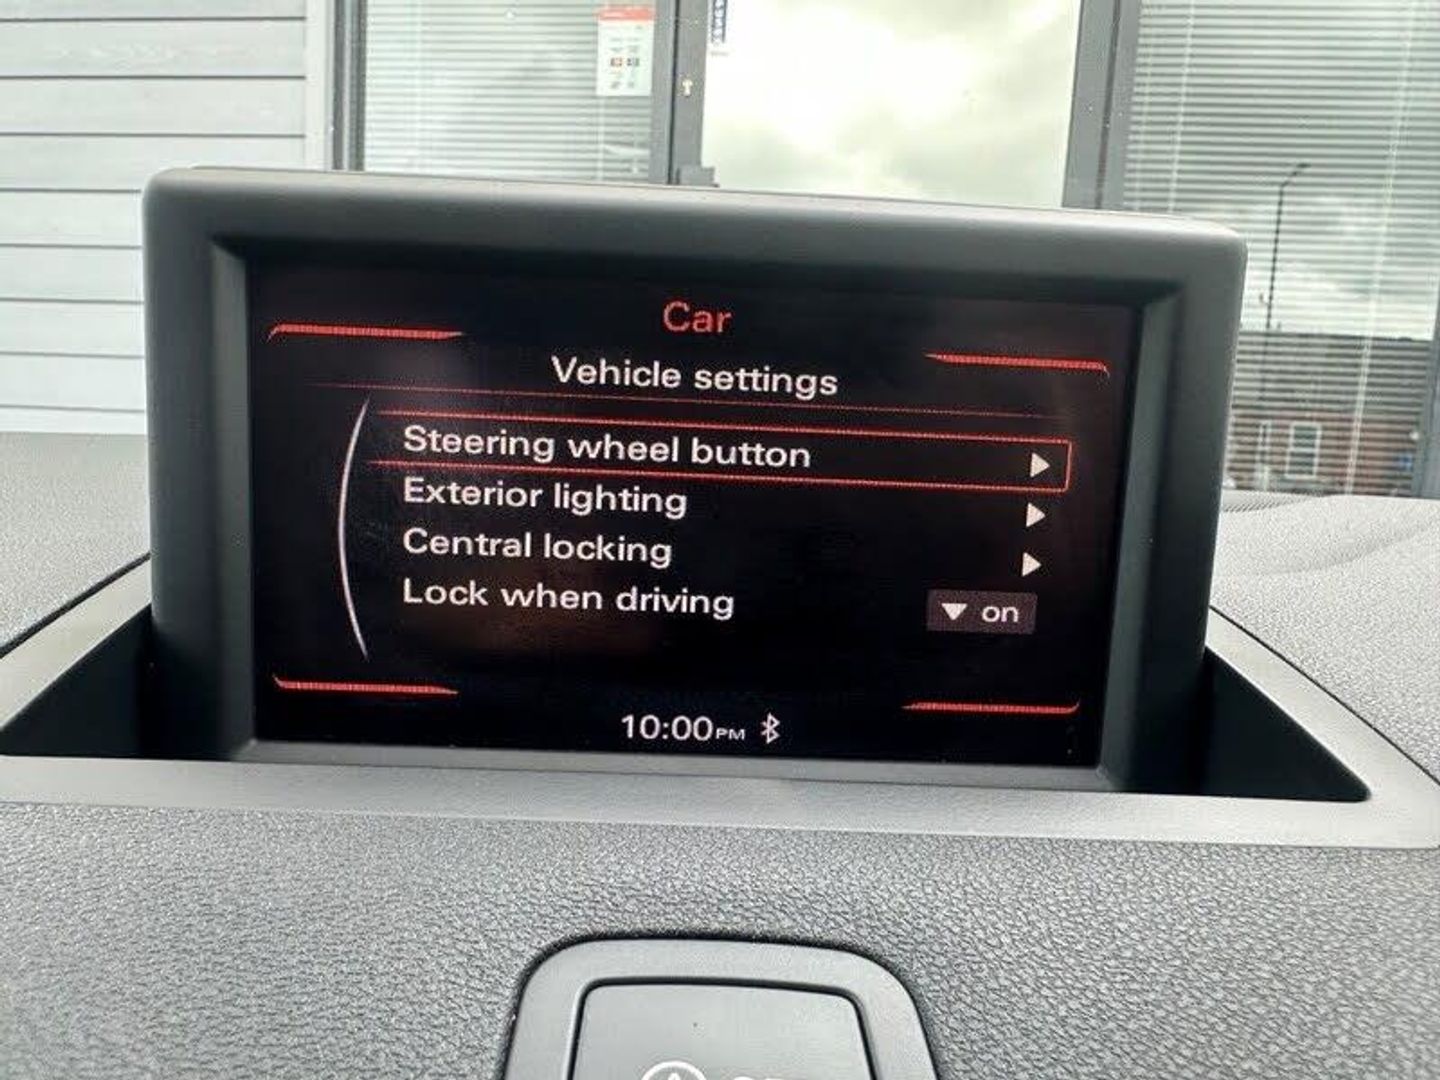 Car
Vehicle settings
Steering wheel button
Exterior lighting
Central locking
Lock when driving
on
10:00PM